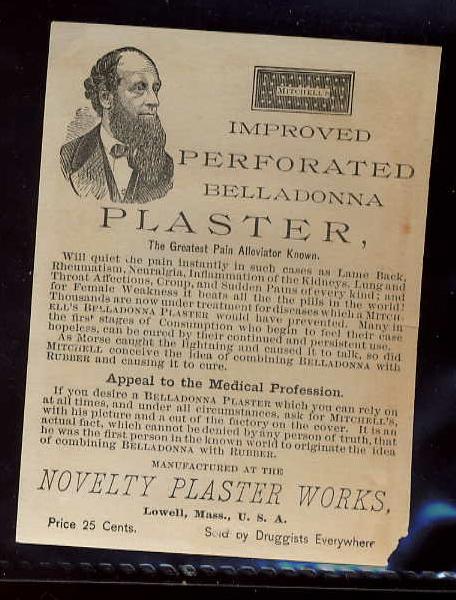 MITCHELL'S
IMPROVED
PERFORATED
BELLADONNA
PLASTER,
The Greatest Pain Alleviator Known.
Will quiet the pain instantly in such cases as Lame Back,
Rheumatism, Neuralgia, Inflammation of the Kidneys, Lung and
Throat Affections, Croup, and Sudden Pains of every kind; and
for Female Weakness it beats all the the pills in the world!
Thousands are now under treatment for diseases which a MITCH-
ELL'S BELLADONNA PLASTER would have prevented. Many in
the first stages of Consumption who begin to feel their case
hopeless, can be cured by their continued and persistent use.
As Morse caught the lightning and caused it to talk, so did
MITCHELL conceive the idea of combining BELLADONNA with
RUBBER and causing it to cure.
Appeal to the Medical Profession.
If you desire a BELLADONNA PLASTER which you can rely on
at all times, and under all circumstances, ask for MITCHELL'S,
with his picture and a cut of the factory on the cover. It is an
actual fact, which cannot be denied by any person of truth, that
he was the first person in the known world to originate the idea
of combining BELLADONNA with RUBBER.
MANUFACTURED AT THE
NOVELTY PLASTER WORKS,
Lowell, Mass., U. S. A.
Price 25 Cents.
Sold by Druggists Everywhere